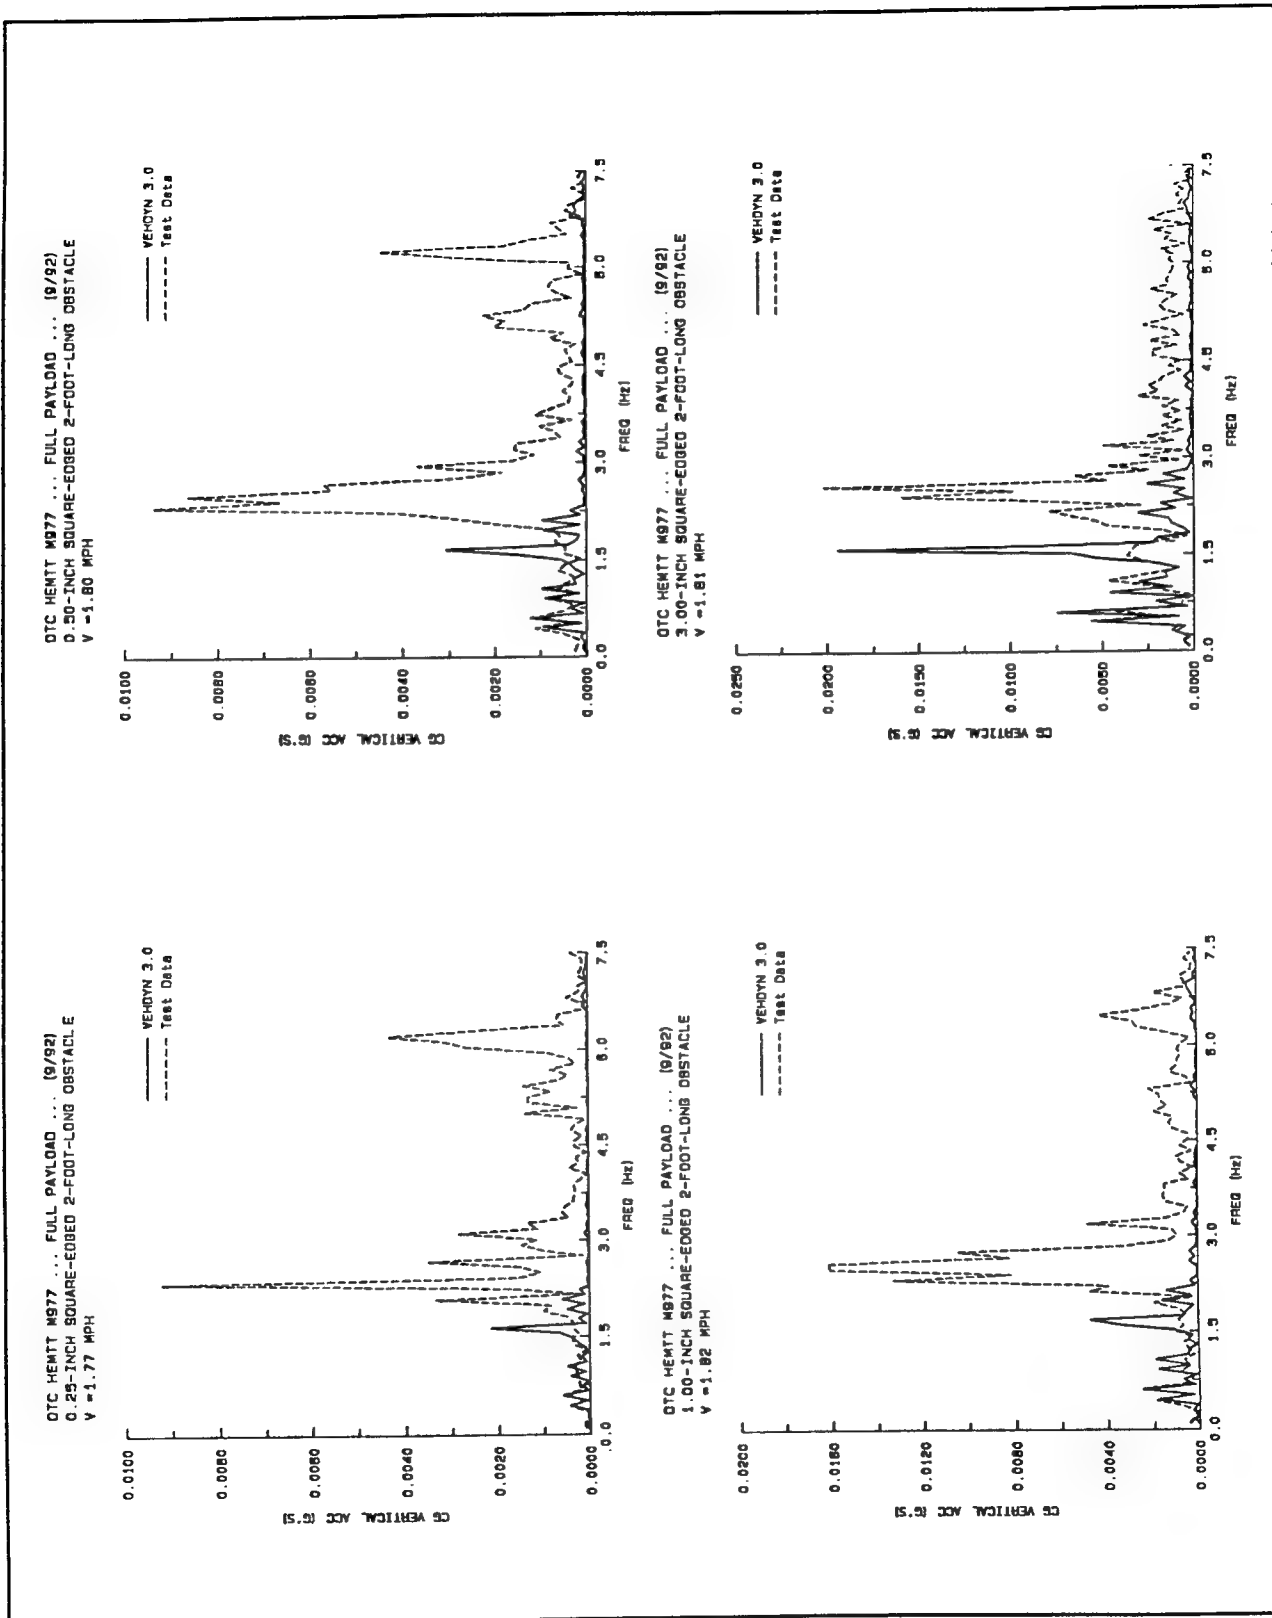 OTC HEMTT M977 ... FULL PAYLOAD ... (9/92)
0.25-INCH SQUARE-EDGED 2-FOOT-LONG OBSTACLE
V =1.77 MPH
VEHDYN 3.0
Test Data
CG VERTICAL ACC (G'S)
0.0100
0.0080
0.0060
0.0040
0.0020
0.0000
0.0
1.5
3.0
4.5
6.0
7.5
FREQ (Hz)
OTC HEMTT M977 ... FULL PAYLOAD ... (9/92)
0.50-INCH SQUARE-EDGED 2-FOOT-LONG OBSTACLE
V =1.80 MPH
VEHDYN 3.0
Test Data
CG VERTICAL ACC (G'S)
0.0100
0.0080
0.0060
0.0040
0.0020
0.0000
0.0
1.5
3.0
4.5
6.0
7.5
FREQ (Hz)
OTC HEMTT M977 ... FULL PAYLOAD ... (9/92)
1.00-INCH SQUARE-EDGED 2-FOOT-LONG OBSTACLE
V =1.82 MPH
VEHDYN 3.0
Test Data
CG VERTICAL ACC (G'S)
0.0200
0.0160
0.0120
0.0080
0.0040
0.0000
0.0
1.5
3.0
4.5
6.0
7.5
FREQ (Hz)
OTC HEMTT M977 ... FULL PAYLOAD ... (9/92)
3.00-INCH SQUARE-EDGED 2-FOOT-LONG OBSTACLE
V =1.81 MPH
VEHDYN 3.0
Test Data
CG VERTICAL ACC (G'S)
0.0250
0.0200
0.0150
0.0100
0.0050
0.0000
0.0
1.5
3.0
4.5
6.0
7.5
FREQ (Hz)